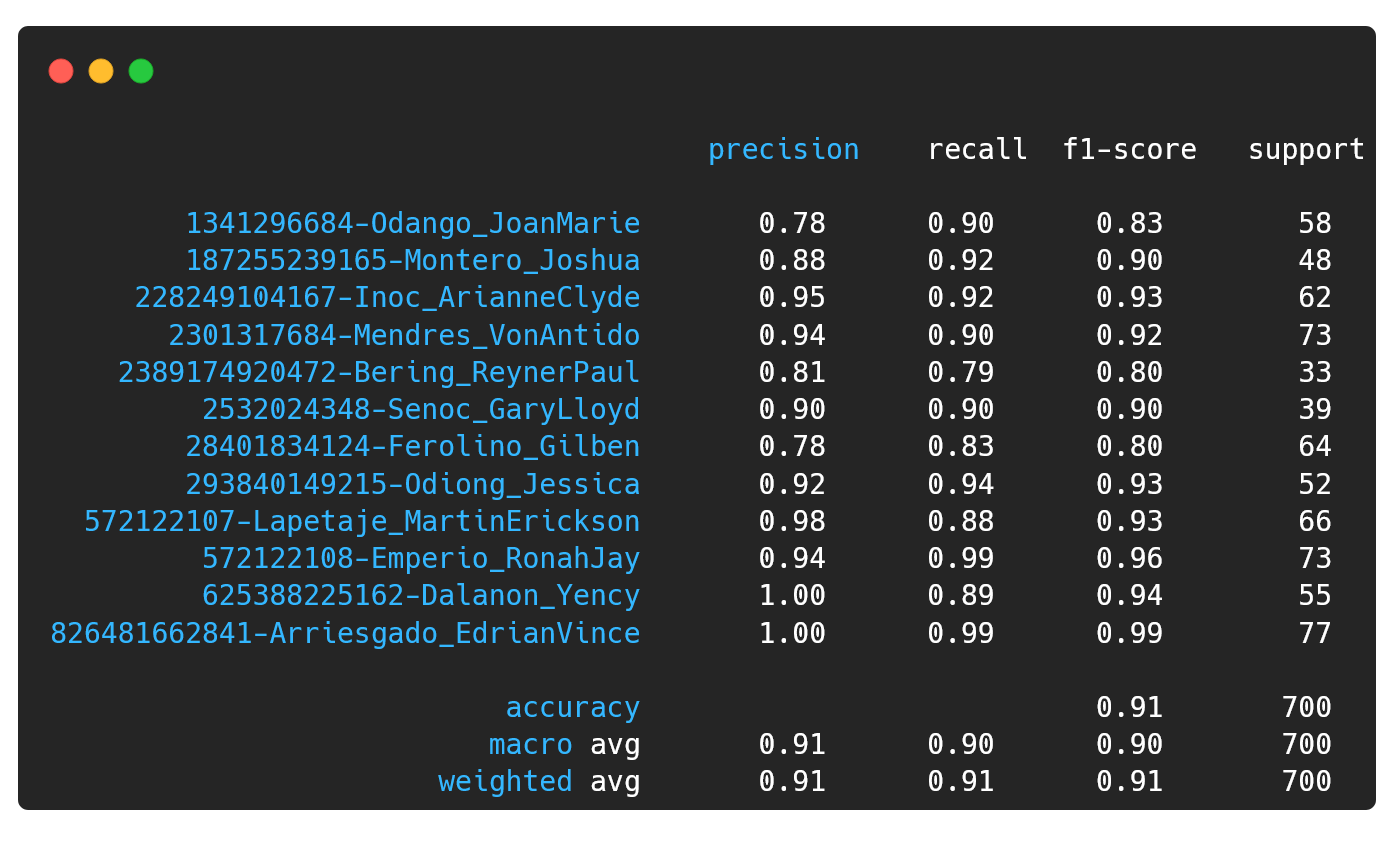 precision recall f1-score support
1341296684-Odango_JoanMarie 0.78 0.90 0.83 58
187255239165-Montero_Joshua 0.88 0.92 0.90 48
228249104167-Inoc_ArianneClyde 0.95 0.92 0.93 62
2301317684-Mendres_VonAntido 0.94 0.90 0.92 73
2389174920472-Bering_ReynerPaul 0.81 0.79 0.80 33
2532024348-Senoc_GaryLloyd 0.90 0.90 0.90 39
28401834124-Ferolino_Gilben 0.78 0.83 0.80 64
293840149215-Odiong_Jessica 0.92 0.94 0.93 52
572122107-Lapetaje_MartinErickson 0.98 0.88 0.93 66
572122108-Emperio_RonahJay 0.94 0.99 0.96 73
625388225162-Dalanon_Yency 1.00 0.89 0.94 55
826481662841-Arriesgado_EdrianVince 1.00 0.99 0.99 77
accuracy 0.91 700
macro avg 0.91 0.90 0.90 700
weighted avg 0.91 0.91 0.91 700